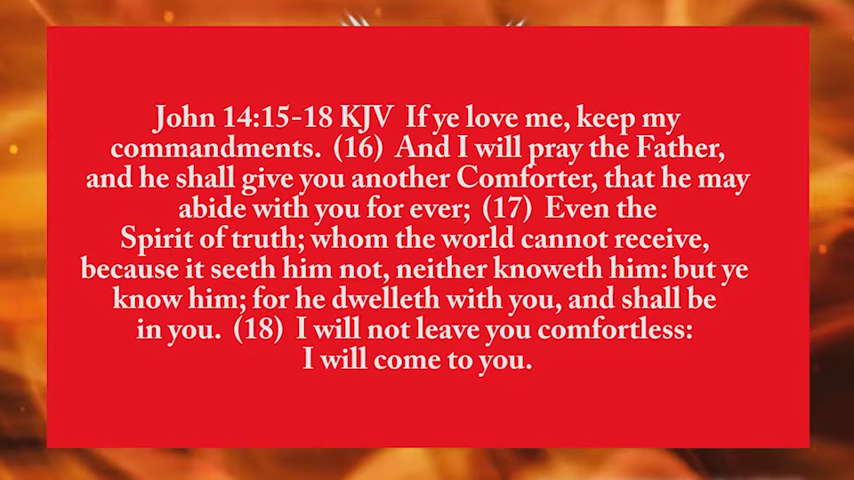 John 14:15-18 KJV If ye love me, keep my
commandments. (16) And I will pray the Father,
and he shall give you another Comforter, that he may
abide with you for ever; (17) Even the
Spirit of truth; whom the world cannot receive,
because it seeth him not, neither knoweth him: but ye
know him; for he dwelleth with you, and shall be
in you. (18) I will not leave you comfortless:
I will come to you.